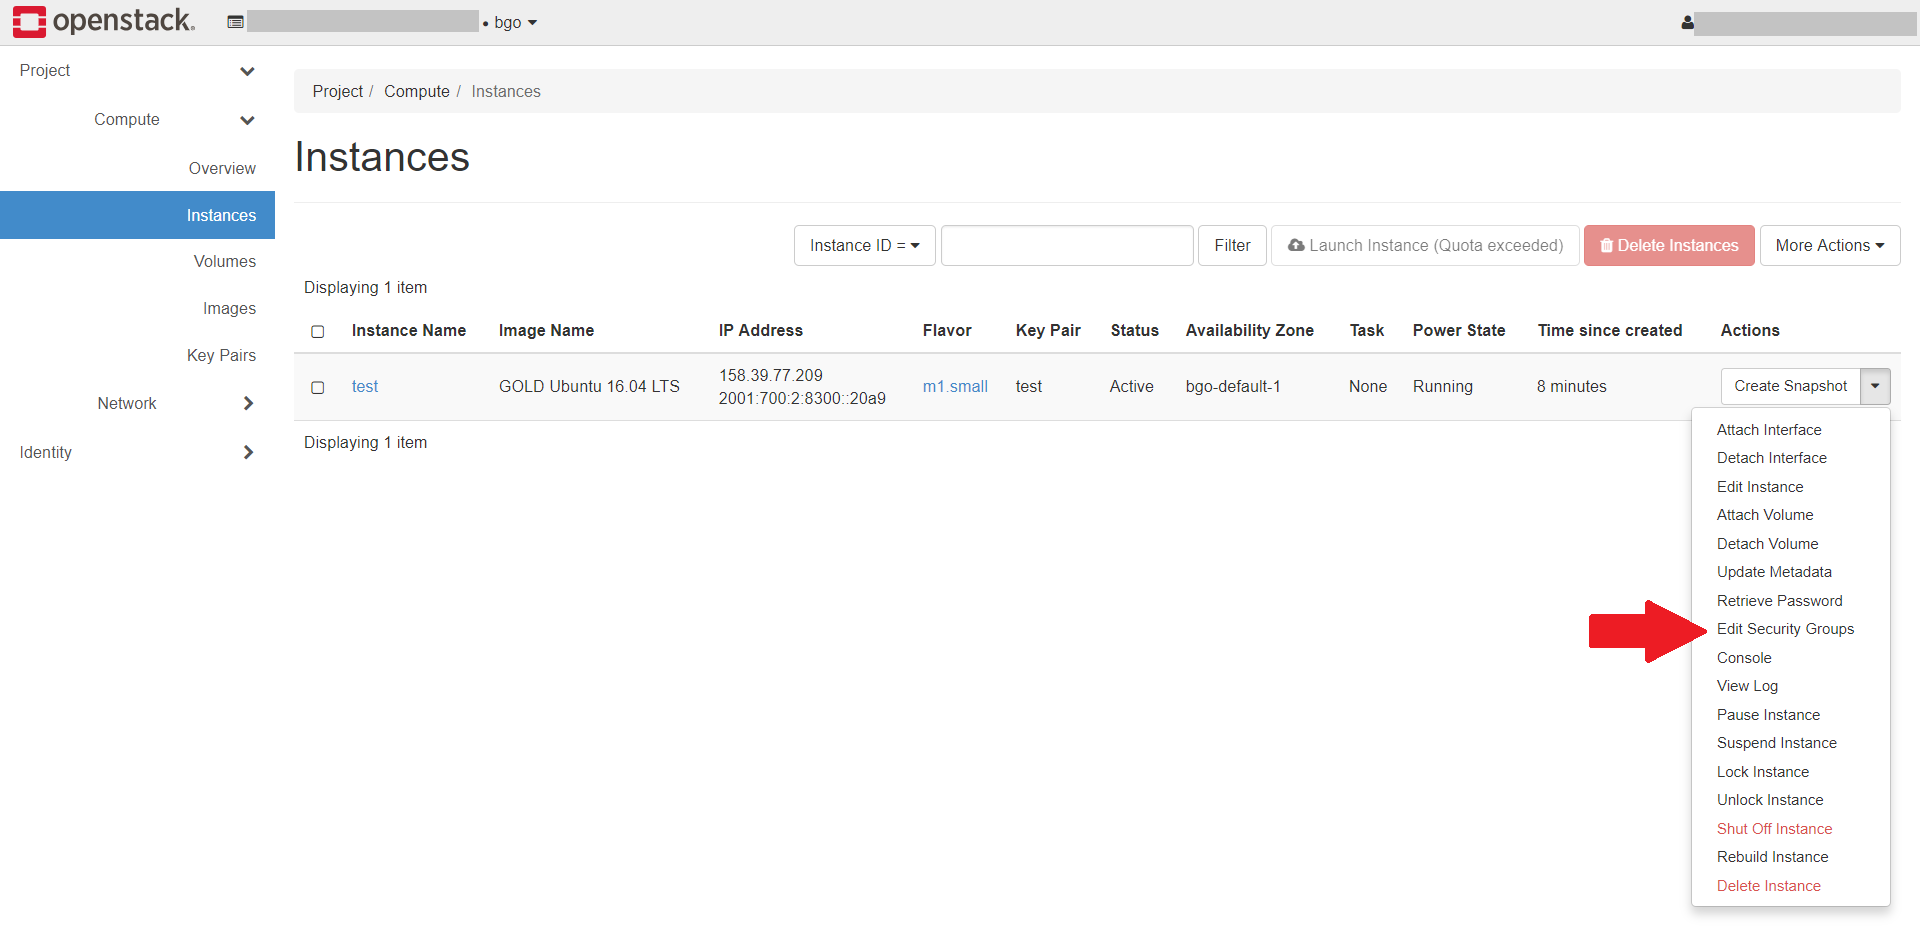 openstack. • bgo
Project
Compute
Overview
Instances
Volumes
Images
Key Pairs
Network
Identity
Project / Compute / Instances
Instances
Instance ID = Filter Launch Instance (Quota exceeded) Delete Instances More Actions
Displaying 1 item
Instance Name Image Name IP Address Flavor Key Pair Status Availability Zone Task Power State Time since created Actions
test GOLD Ubuntu 16.04 LTS 158.39.77.209 m1.small test Active bgo-default-1 None Running 8 minutes Create Snapshot
2001:700:2:8300::20a9
Displaying 1 item
Attach Interface
Detach Interface
Edit Instance
Attach Volume
Detach Volume
Update Metadata
Retrieve Password
Edit Security Groups
Console
View Log
Pause Instance
Suspend Instance
Lock Instance
Unlock Instance
Shut Off Instance
Rebuild Instance
Delete Instance